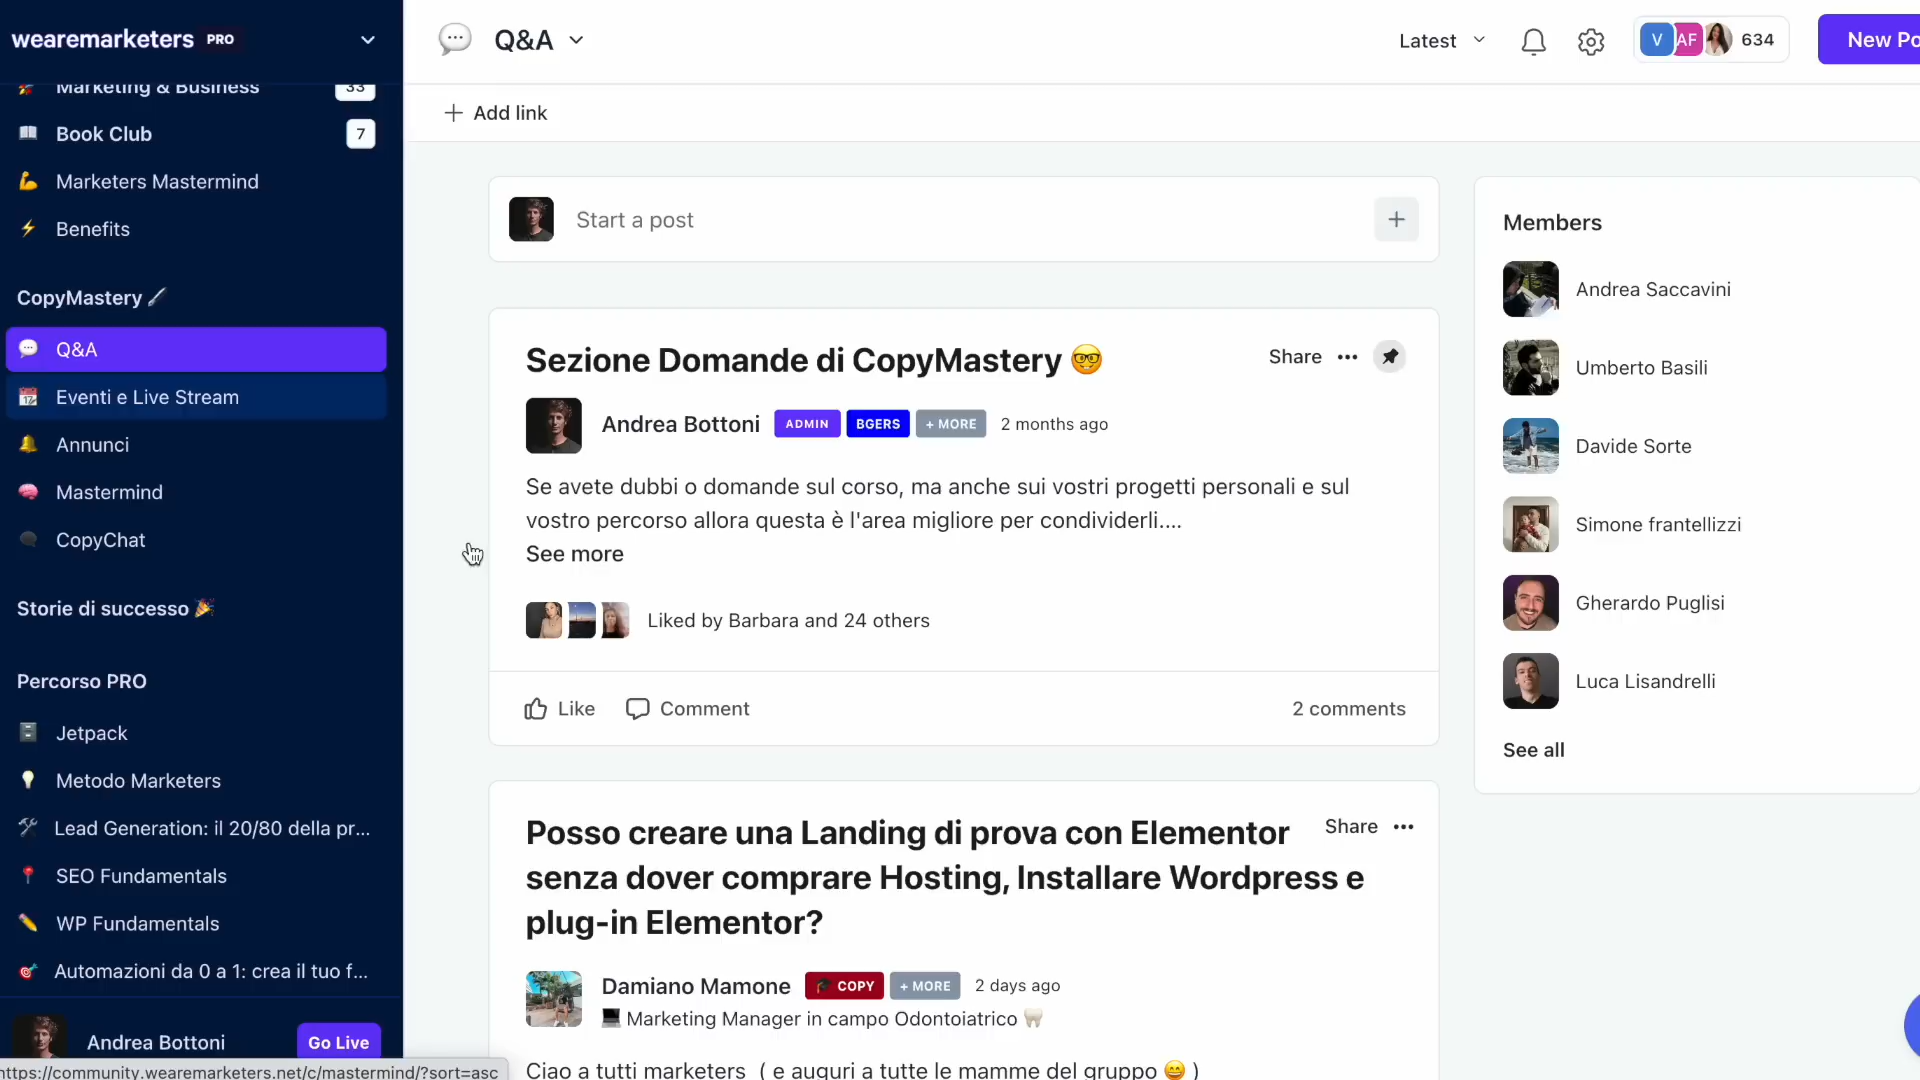 wearemarketers PRO
Marketing & Business 33
Book Club 7
Marketers Mastermind
Benefits
CopyMastery
Q&A
Eventi e Live Stream
Annunci
Mastermind
CopyChat
Storie di successo
Percorso PRO
Jetpack
Metodo Marketers
Lead Generation: il 20/80 della pr...
SEO Fundamentals
WP Fundamentals
Automazioni da 0 a 1: crea il tuo f...
Andrea Bottoni Go Live
https://community.wearemarketers.net/c/mastermind/?sort=asc
Q&A
Latest
V AF 634
New Po
+ Add link
Start a post
Sezione Domande di CopyMastery
Share
Andrea Bottoni ADMIN BGERS + MORE 2 months ago
Se avete dubbi o domande sul corso, ma anche sui vostri progetti personali e sul
vostro percorso allora questa è l'area migliore per condividerli....
See more
Liked by Barbara and 24 others
Like Comment 2 comments
Posso creare una Landing di prova con Elementor
senza dover comprare Hosting, Installare Wordpress e
plug-in Elementor?
Share
Damiano Mamone COPY + MORE 2 days ago
Marketing Manager in campo Odontoiatrico
Ciao a tutti marketers ( e auguri a tutte le mamme del gruppo 😄 )
Members
Andrea Saccavini
Umberto Basili
Davide Sorte
Simone frantellizzi
Gherardo Puglisi
Luca Lisandrelli
See all